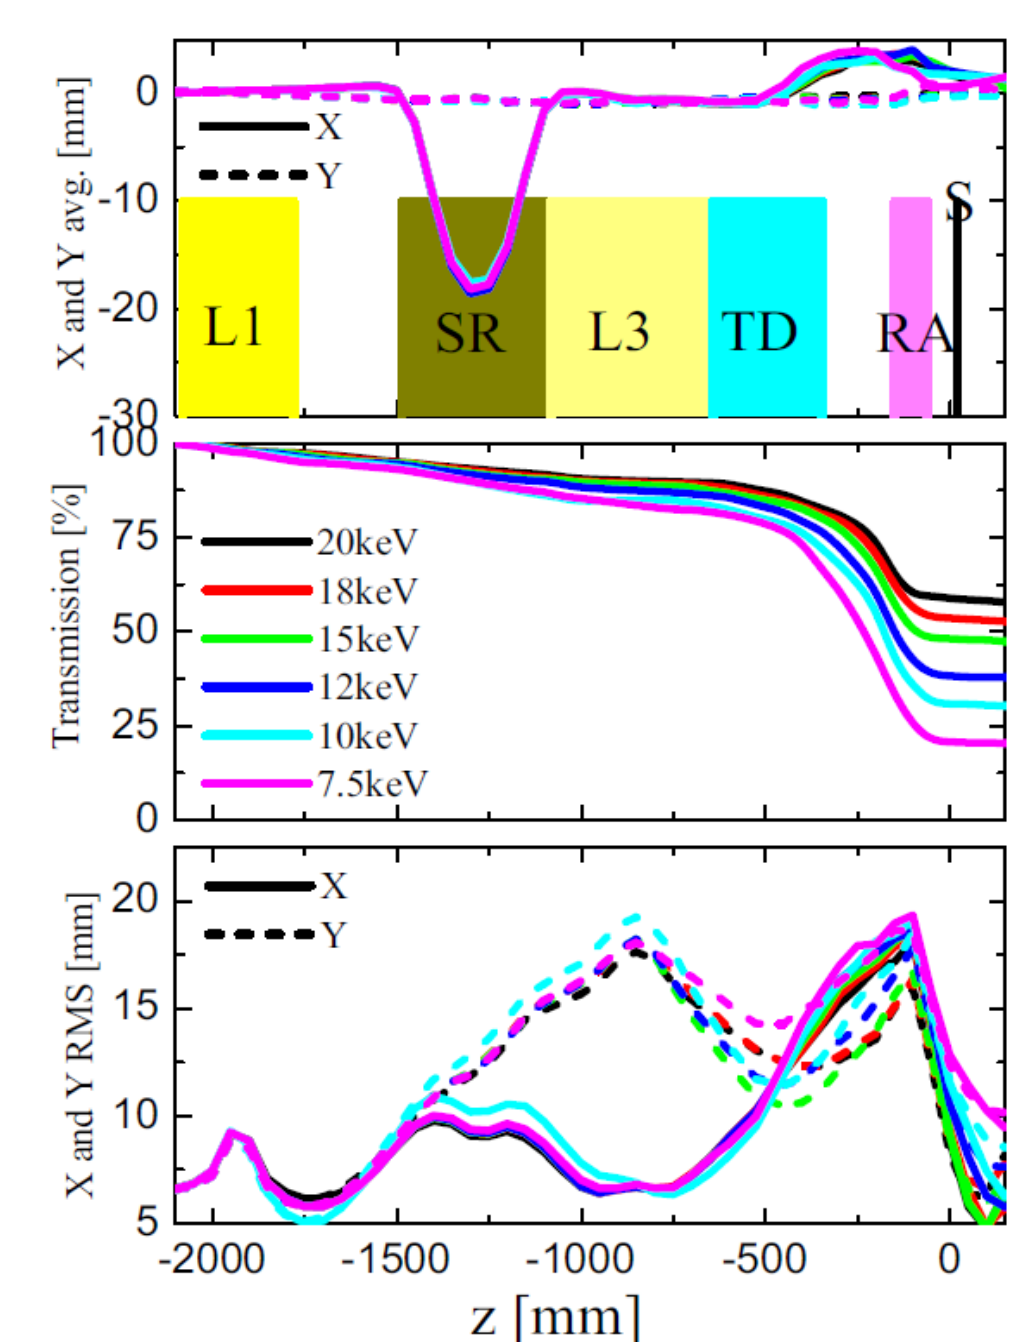 X and Y avg. [mm]
0
-10
-20
-30
X
Y
S
L1
SR
L3
TD
RA
Transmission [%]
100
75
50
25
0
20keV
18keV
15keV
12keV
10keV
7.5keV
X and Y RMS [mm]
20
15
10
5
X
Y
-2000
-1500
-1000
-500
0
z [mm]